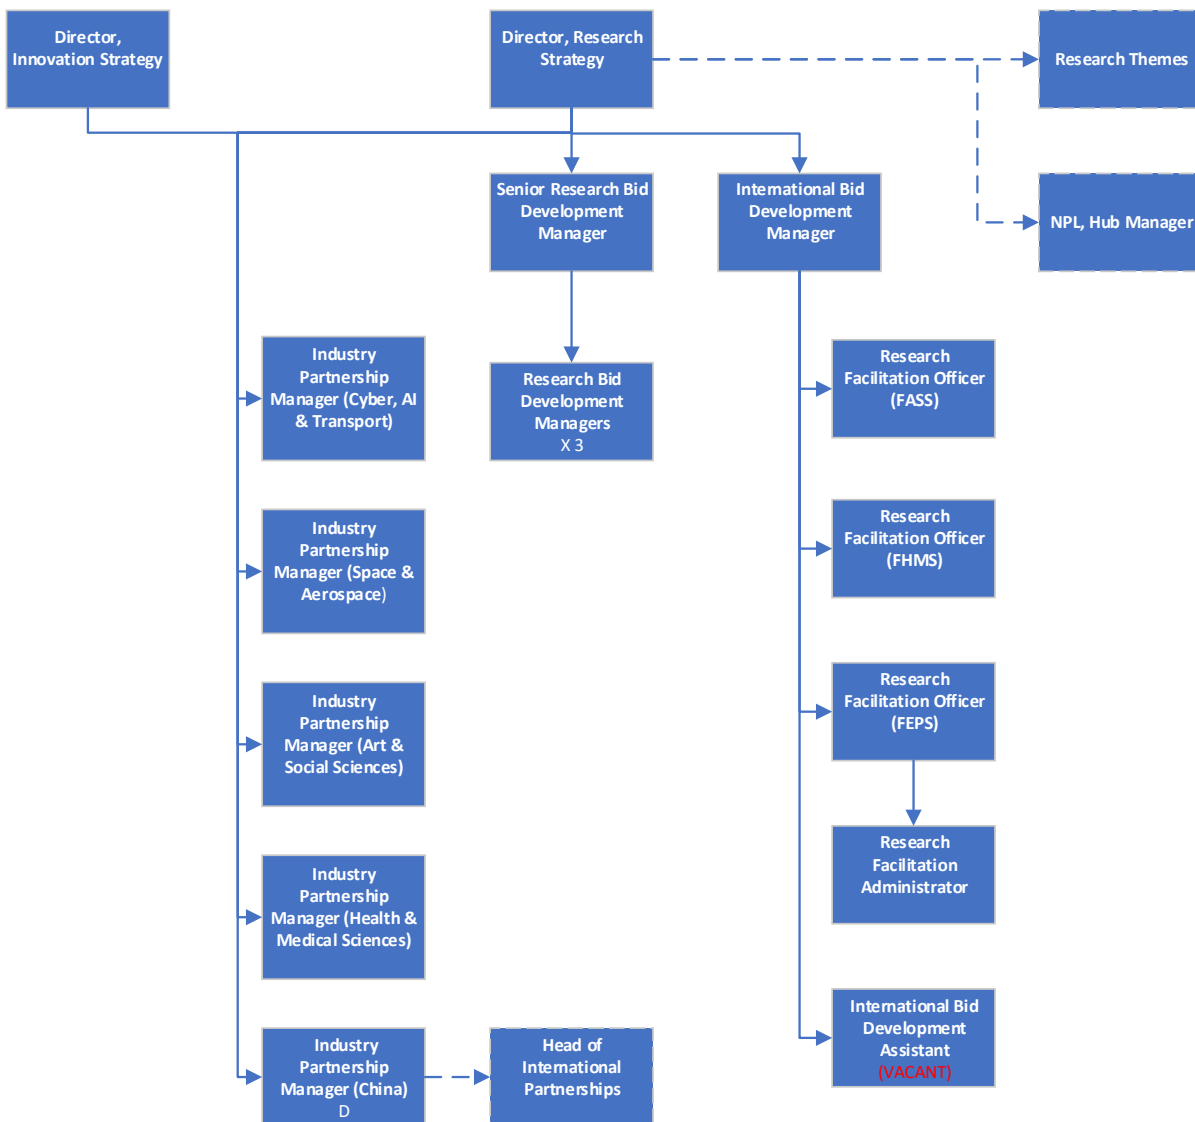 Director,
Innovation Strategy
Director, Research
Strategy
Research Themes
Senior Research Bid
Development
Manager
International Bid
Development
Manager
NPL, Hub Manager
Industry
Partnership
Manager (Cyber, AI
& Transport)
Research Bid
Development
Managers
X 3
Research
Facilitation Officer
(FASS)
Industry
Partnership
Manager (Space &
Aerospace)
Research
Facilitation Officer
(FHMS)
Industry
Partnership
Manager (Art &
Social Sciences)
Research
Facilitation Officer
(FEPS)
Research
Facilitation
Administrator
Industry
Partnership
Manager (Health &
Medical Sciences)
International Bid
Development
Assistant
(VACANT)
Industry
Partnership
Manager (China)
D
Head of
International
Partnerships